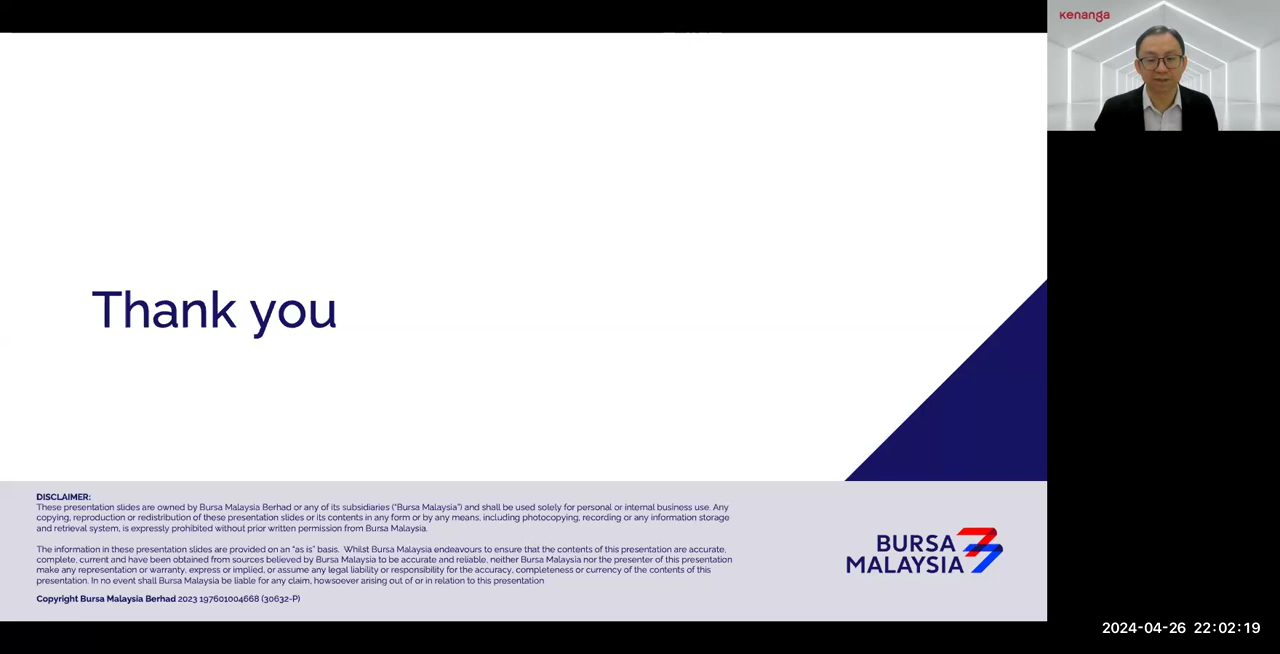 kenanga
Thank you
DISCLAIMER:
These presentation slides are owned by Bursa Malaysia Berhad or any of its subsidiaries (“Bursa Malaysia”) and shall be used solely for personal or internal business use. Any
copying, reproduction or redistribution of these presentation slides or its contents in any form or by any means, including photocopying, recording or any information storage
and retrieval system, is expressly prohibited without prior written permission from Bursa Malaysia.
The information in these presentation slides are provided on an “as is” basis. Whilst Bursa Malaysia endeavours to ensure that the contents of this presentation are accurate,
complete, current and have been obtained from sources believed by Bursa Malaysia to be accurate and reliable, neither Bursa Malaysia nor the presenter of this presentation
make any representation or warranty, express or implied, or assume any legal liability or responsibility for the accuracy, completeness or currency of the contents of this
presentation. In no event shall Bursa Malaysia be liable for any claim, howsoever arising out of or in relation to this presentation
Copyright Bursa Malaysia Berhad 2023 197601004668 (30632-P)
BURSA
MALAYSIA
2024-04-26 22:02:19